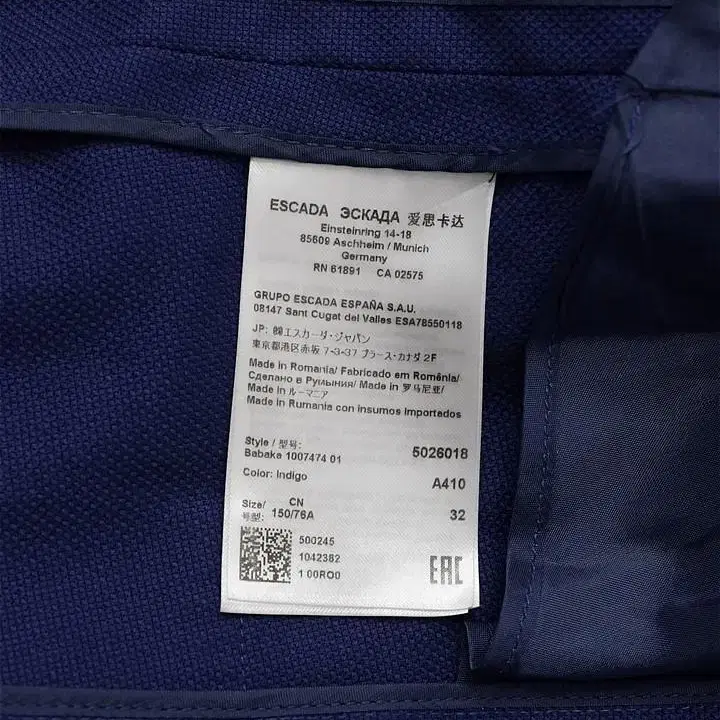 ESCADA ЭСКАДА 爱思卡达
Einsteinring 14-18
85609 Aschheim / Munich
Germany
RN 61891 CA 02575
GRUPO ESCADA ESPAÑA S.A.U.
08147 Sant Cugat del Valles ESA78550118
JP: ㈱エスカーダ・ジャパン
東京都港区赤坂 7-3-37 プラース・カナダ 2F
Made in Romania/ Fabricado em Romênia/
Сделано в Румыния/ Made in 罗马尼亚/
Made in ルーマニア
Made in Rumania con insumos importados
Style / 型号:
Babake 1007474 01 5026018
Color: Indigo A410
Size/ CN
号型: 150/76A 32
500245
1042382
1 00RO0
EAC